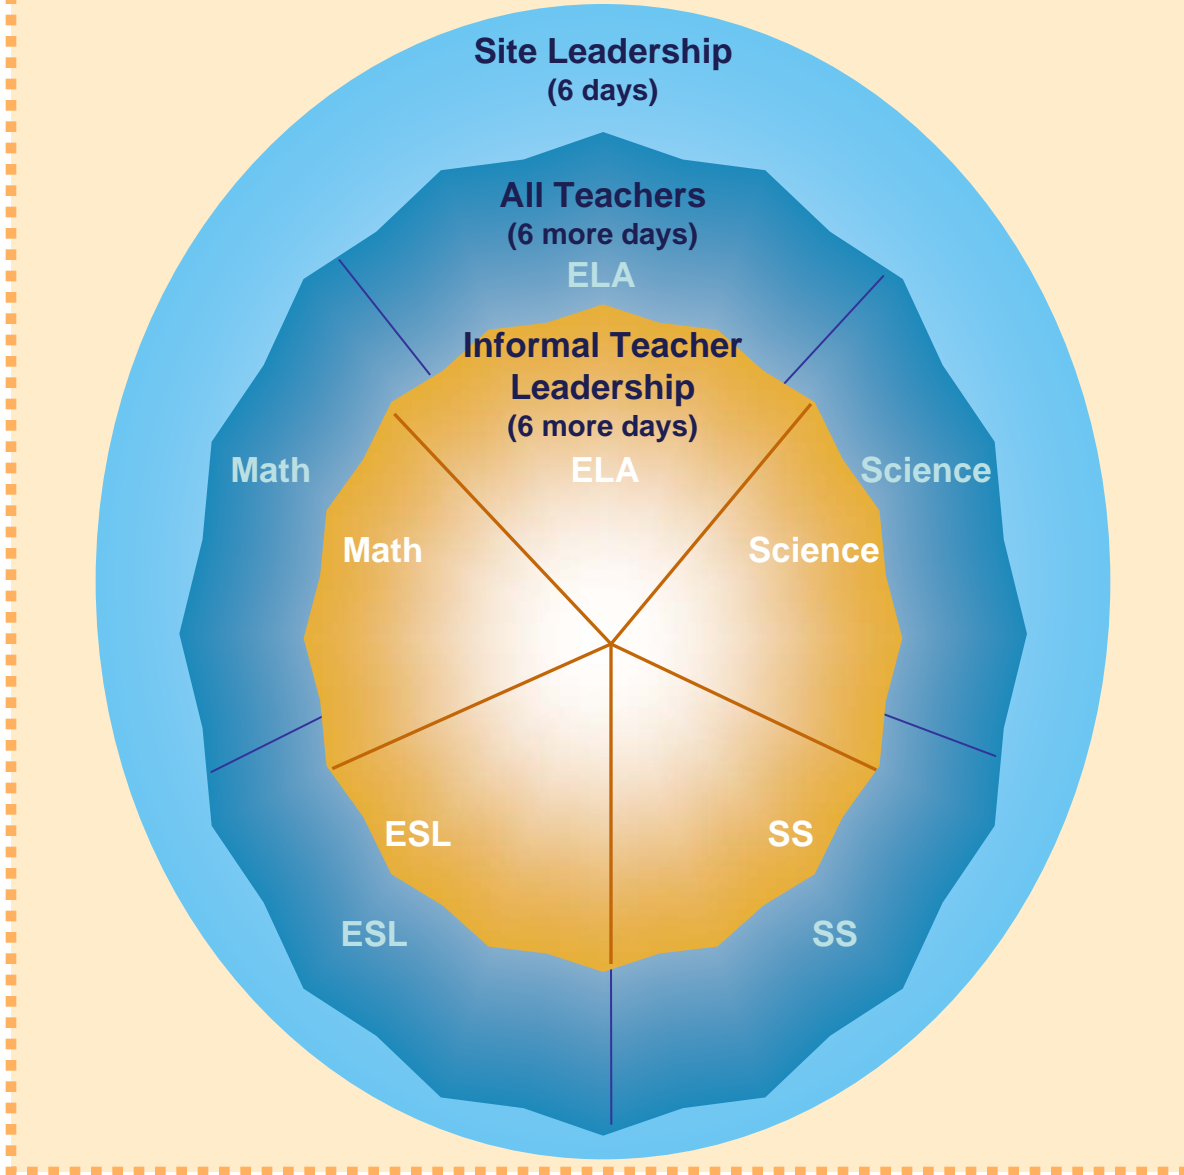 Site Leadership
(6 days)
All Teachers
(6 more days)
ELA
Informal Teacher
Leadership
(6 more days)
ELA
Math
Science
Math
Science
ESL
SS
ESL
SS